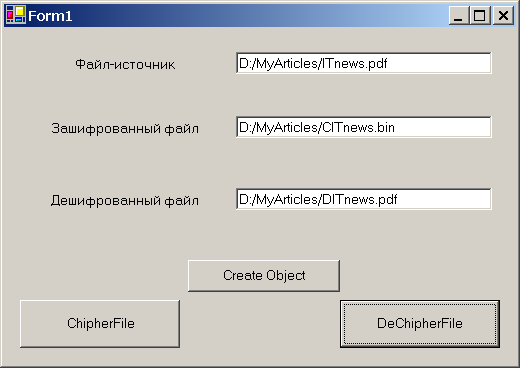 Form1
Файл-источник D:/MyArticles/ITnews.pdf
Зашифрованный файл D:/MyArticles/CITnews.bin
Дешифрованный файл D:/MyArticles/DITnews.pdf
Create Object
ChipherFile DeChipherFile